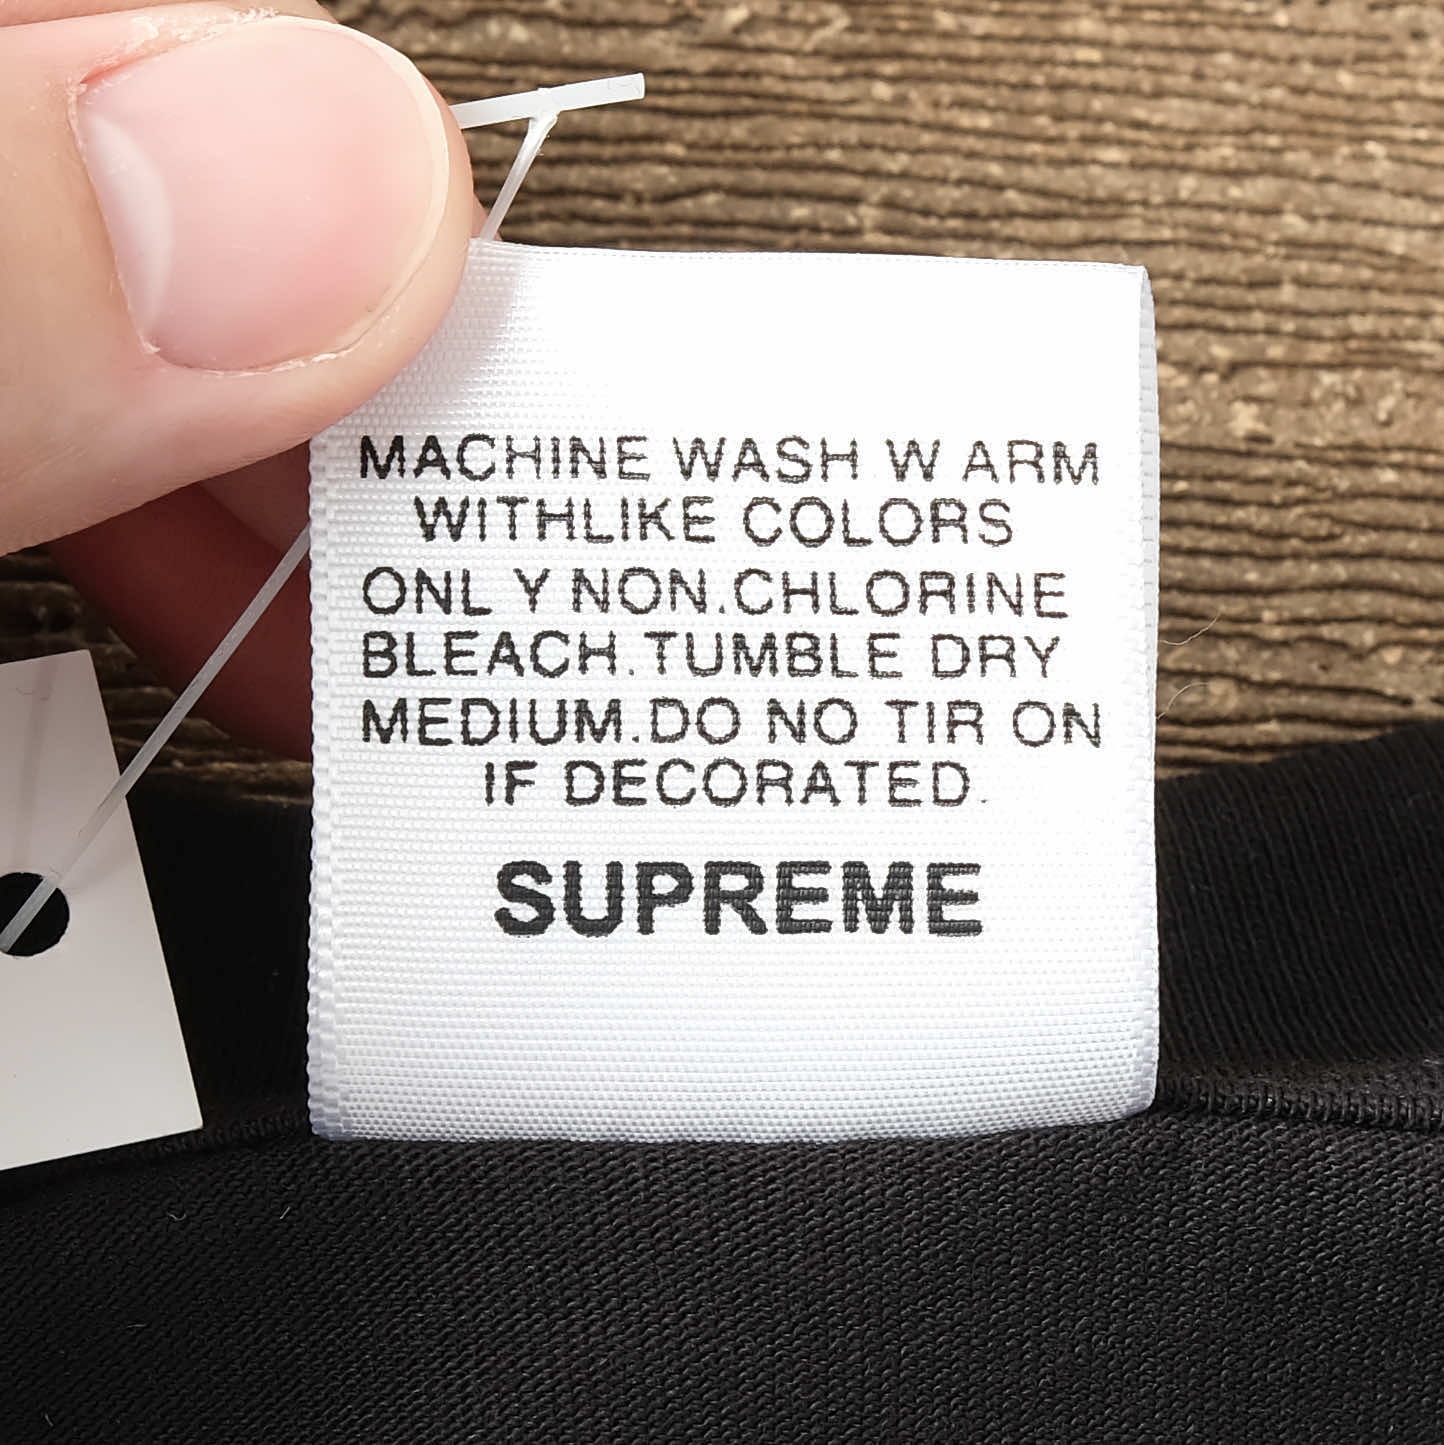 MACHINE WASH W ARM
WITHLIKE COLORS
ONL Y NON.CHLORINE
BLEACH.TUMBLE DRY
MEDIUM.DO NO TIR ON
IF DECORATED.
SUPREME